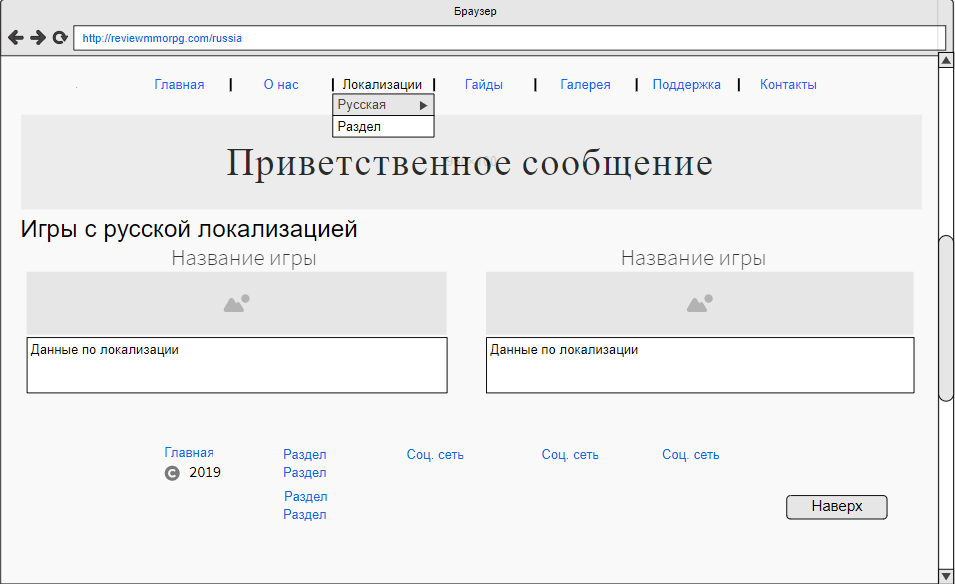 Браузер
http://reviewmmorpg.com/russia
Главная
О нас
Локализации
Гайды
Галерея
Поддержка
Контакты
Русская
Раздел
Приветственное сообщение
Игры с русской локализацией
Название игры
Название игры
Данные по локализации
Данные по локализации
Главная
© 2019
Раздел
Раздел
Раздел
Раздел
Соц. сеть
Соц. сеть
Соц. сеть
Наверх